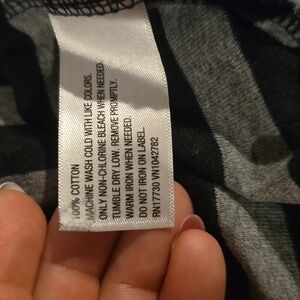 100% COTTON
MACHINE WASH COLD WITH LIKE COLORS.
ONLY NON-CHLORINE BLEACH WHEN NEEDED.
TUMBLE DRY LOW. REMOVE PROMPTLY.
WARM IRON WHEN NEEDED.
DO NOT IRON ON LABEL.
RN17730 VN1042782